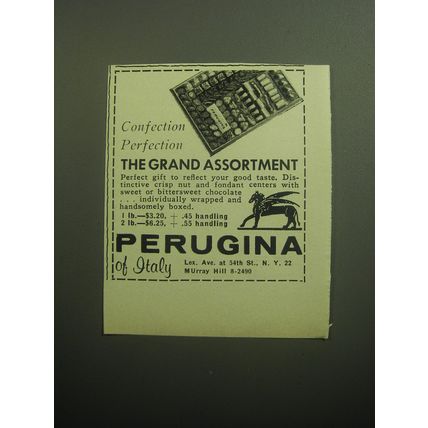 Confection
Perfection
THE GRAND ASSORTMENT
Perfect gift to reflect your good taste. Dis-
tinctive crisp nut and fondant centers with
sweet or bittersweet chocolate
. . . individually wrapped and
handsomely boxed.
1 lb.—$3.20, + .45 handling
2 lb.—$6.25, + .55 handling
PERUGINA
of Italy
Lex. Ave. at 54th St., N. Y. 22
MUrray Hill 8-2490